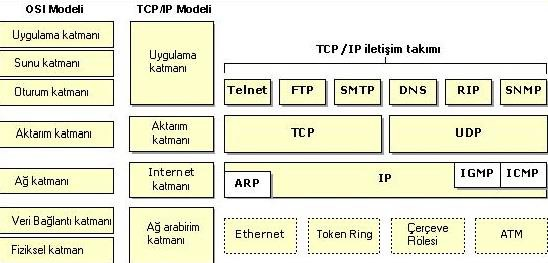 OSI Modeli
TCP/IP Modeli
Uygulama katmanı
Sunu katmanı
Oturum katmanı
Uygulama
katmanı
TCP/IP iletişim takımı
Telnet FTP SMTP DNS RIP SNMP
Aktarım katmanı
Aktarım
katmanı
TCP UDP
Ağ katmanı
Internet
katmanı
ARP IP IGMP ICMP
Veri Bağlantı katmanı
Fiziksel katman
Ağ arabirim
katmanı
Ethernet
Token Ring
Çerçeve
Rölesi
ATM